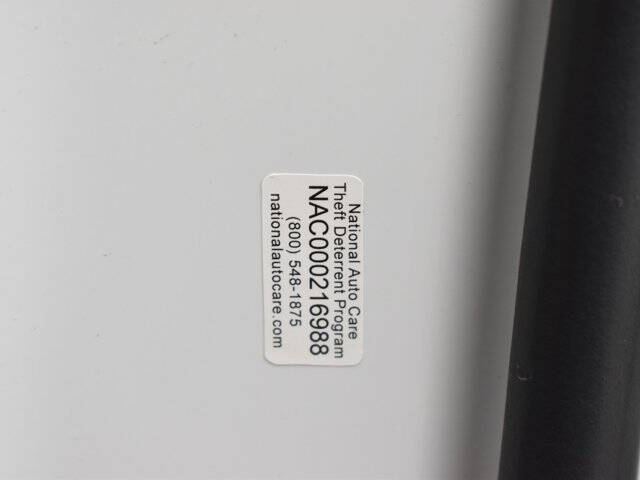 National Auto Care
Theft Deterrent Program
NAC000216988
(800) 548-1875
nationalautocare.com